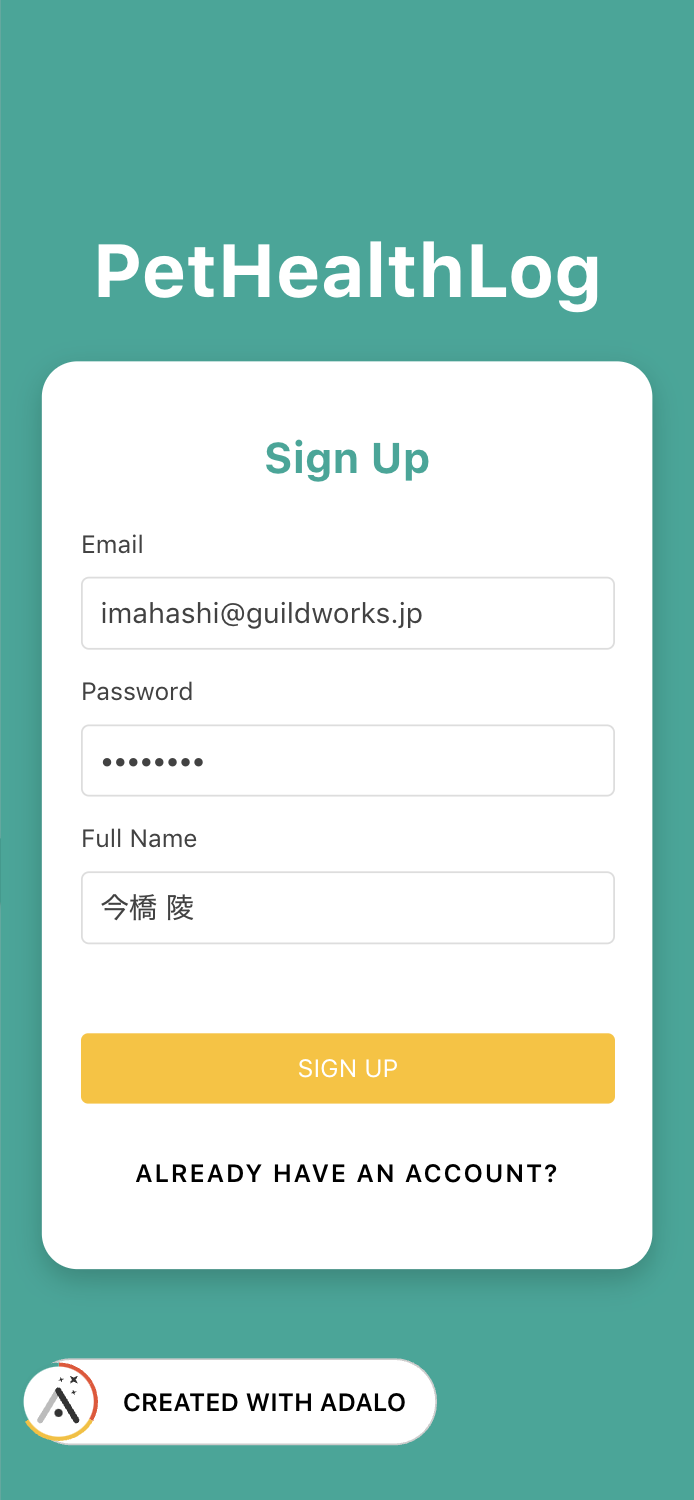 PetHealthLog
Sign Up
Email
imahashi@guildworks.jp
Password
••••••••
Full Name
今橋 陵
SIGN UP
ALREADY HAVE AN ACCOUNT?
CREATED WITH ADALO